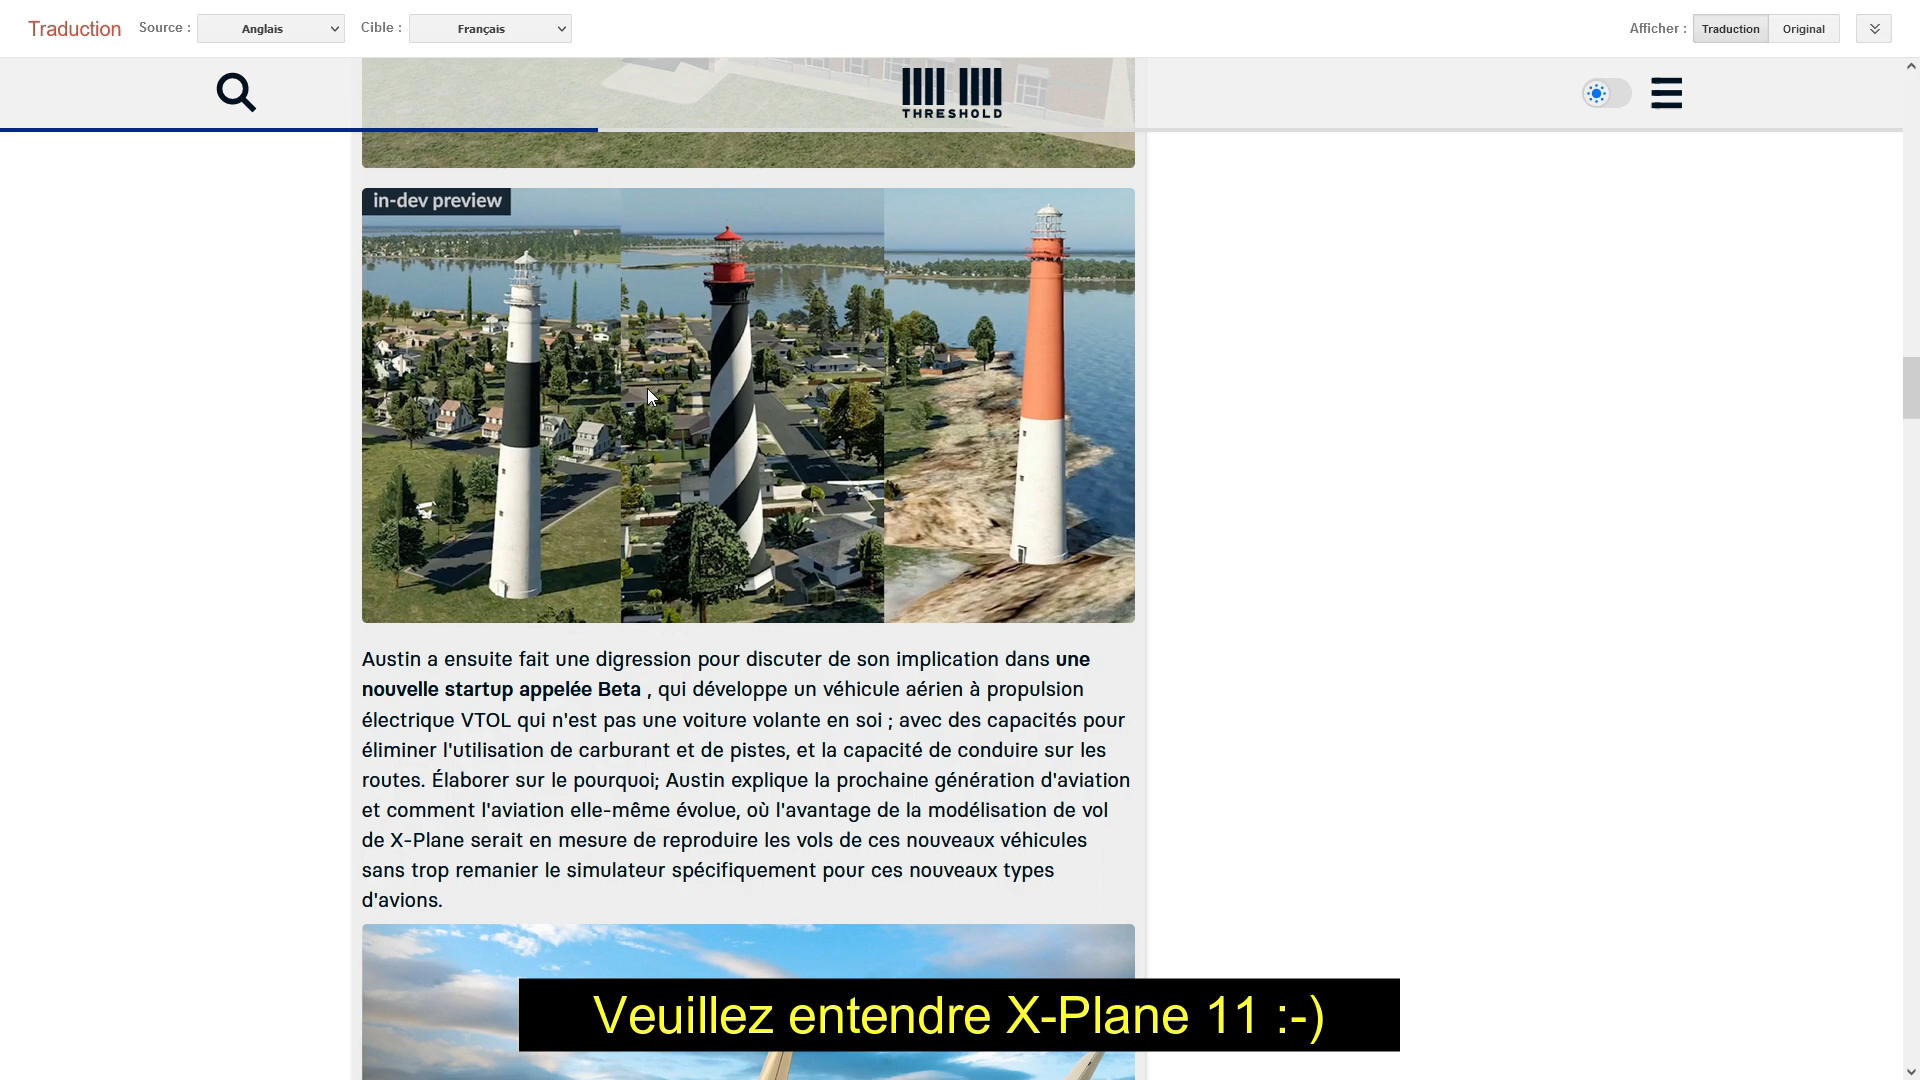 Traduction
Source :
Anglais
Cible :
Français
Afficher :
Traduction
Original
THRESHOLD
in-dev preview
Austin a ensuite fait une digression pour discuter de son implication dans une
nouvelle startup appelée Beta , qui développe un véhicule aérien à propulsion
électrique VTOL qui n'est pas une voiture volante en soi ; avec des capacités pour
éliminer l'utilisation de carburant et de pistes, et la capacité de conduire sur les
routes. Élaborer sur le pourquoi; Austin explique la prochaine génération d'aviation
et comment l'aviation elle-même évolue, où l'avantage de la modélisation de vol
de X-Plane serait en mesure de reproduire les vols de ces nouveaux véhicules
sans trop remanier le simulateur spécifiquement pour ces nouveaux types
d'avions.
Veuillez entendre X-Plane 11 :-)